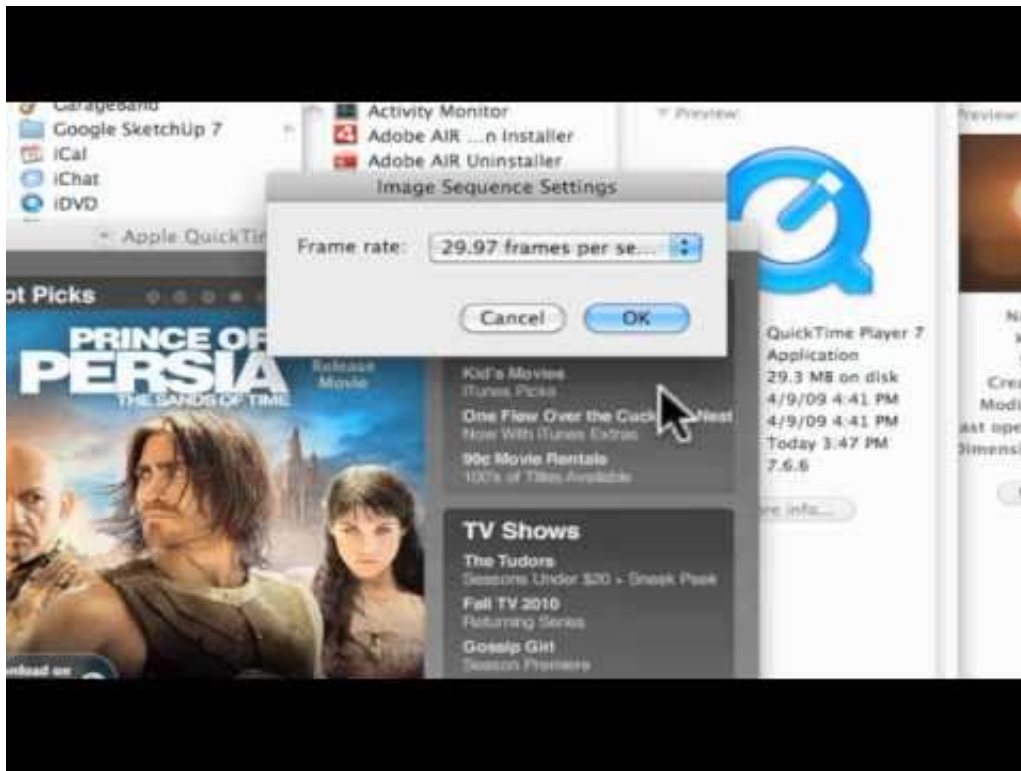 GarageBand
Google SketchUp 7
iCal
iChat
iDVD
Activity Monitor
Adobe AIR ...n Installer
Adobe AIR Uninstaller
Preview:
Preview:
Image Sequence Settings
Frame rate:
29.97 frames per se...
Cancel
OK
Apple QuickTi
ot Picks
PRINCE OF
PERSIA
THE SANDS OF TIME
Release
Movie
Kid's Movies
iTunes Picks
One Flew Over the Cuck Nest
Now With iTunes Extras
99¢ Movie Rentals
100's of Titles Available
TV Shows
The Tudors
Seasons Under $20 + Sneak Peek
Fall TV 2010
Returning Series
Gossip Girl
Season Premiere
nload on
QuickTime Player 7
Application
29.3 MB on disk
4/9/09 4:41 PM
4/9/09 4:41 PM
Today 3:47 PM
7.6.6
re info...
Crea
Modi
ast ope
Dimensi